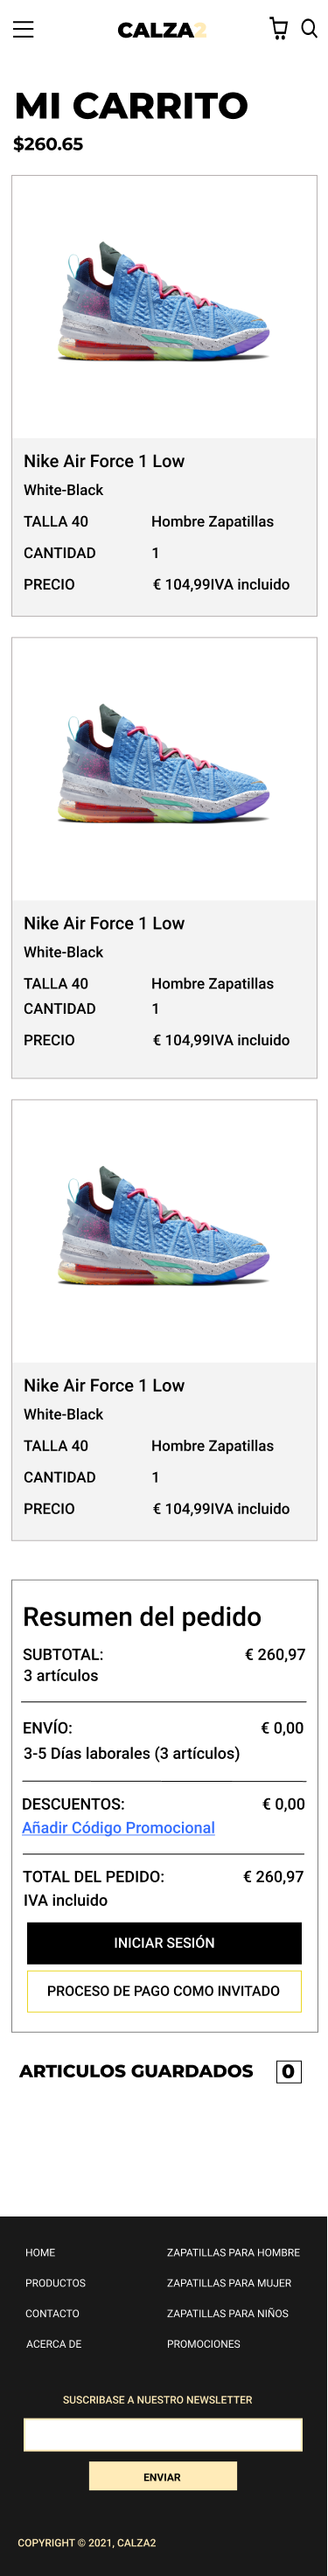 CALZA2
MI CARRITO
$260.65
Nike Air Force 1 Low
White-Black
TALLA 40 Hombre Zapatillas
CANTIDAD 1
PRECIO € 104,99IVA incluido
Nike Air Force 1 Low
White-Black
TALLA 40 Hombre Zapatillas
CANTIDAD 1
PRECIO € 104,99IVA incluido
Nike Air Force 1 Low
White-Black
TALLA 40 Hombre Zapatillas
CANTIDAD 1
PRECIO € 104,99IVA incluido
Resumen del pedido
SUBTOTAL: € 260,97
3 artículos
ENVÍO: € 0,00
3-5 Días laborales (3 artículos)
DESCUENTOS: € 0,00
Añadir Código Promocional
TOTAL DEL PEDIDO: € 260,97
IVA incluido
INICIAR SESIÓN
PROCESO DE PAGO COMO INVITADO
ARTICULOS GUARDADOS 0
HOME ZAPATILLAS PARA HOMBRE
PRODUCTOS ZAPATILLAS PARA MUJER
CONTACTO ZAPATILLAS PARA NIÑOS
ACERCA DE PROMOCIONES
SUSCRIBASE A NUESTRO NEWSLETTER
ENVIAR
COPYRIGHT © 2021, CALZA2